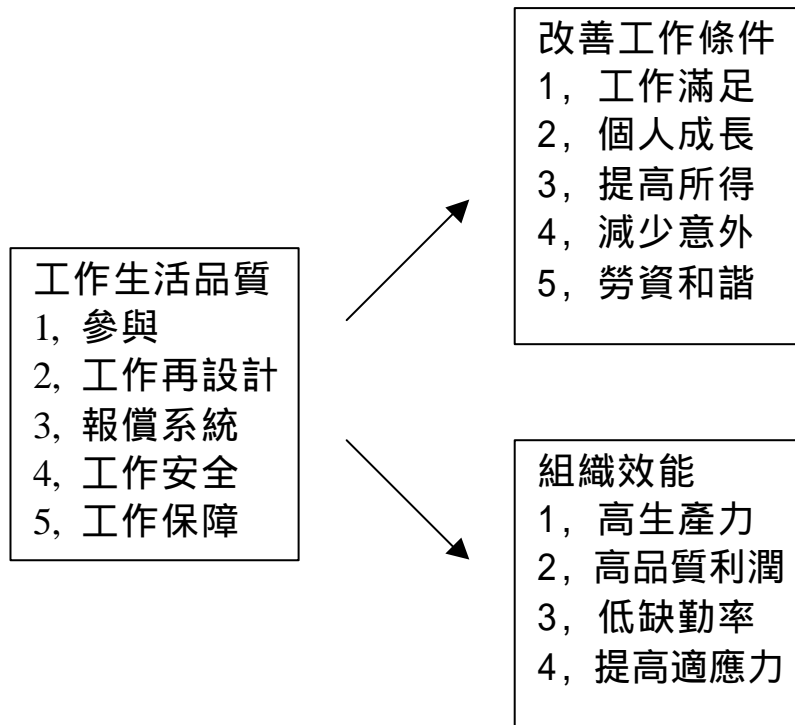 工作生活品質
1, 參與
2, 工作再設計
3, 報償系統
4, 工作安全
5, 工作保障
改善工作條件
1, 工作滿足
2, 個人成長
3, 提高所得
4, 減少意外
5, 勞資和諧
組織效能
1, 高生產力
2, 高品質利潤
3, 低缺勤率
4, 提高適應力